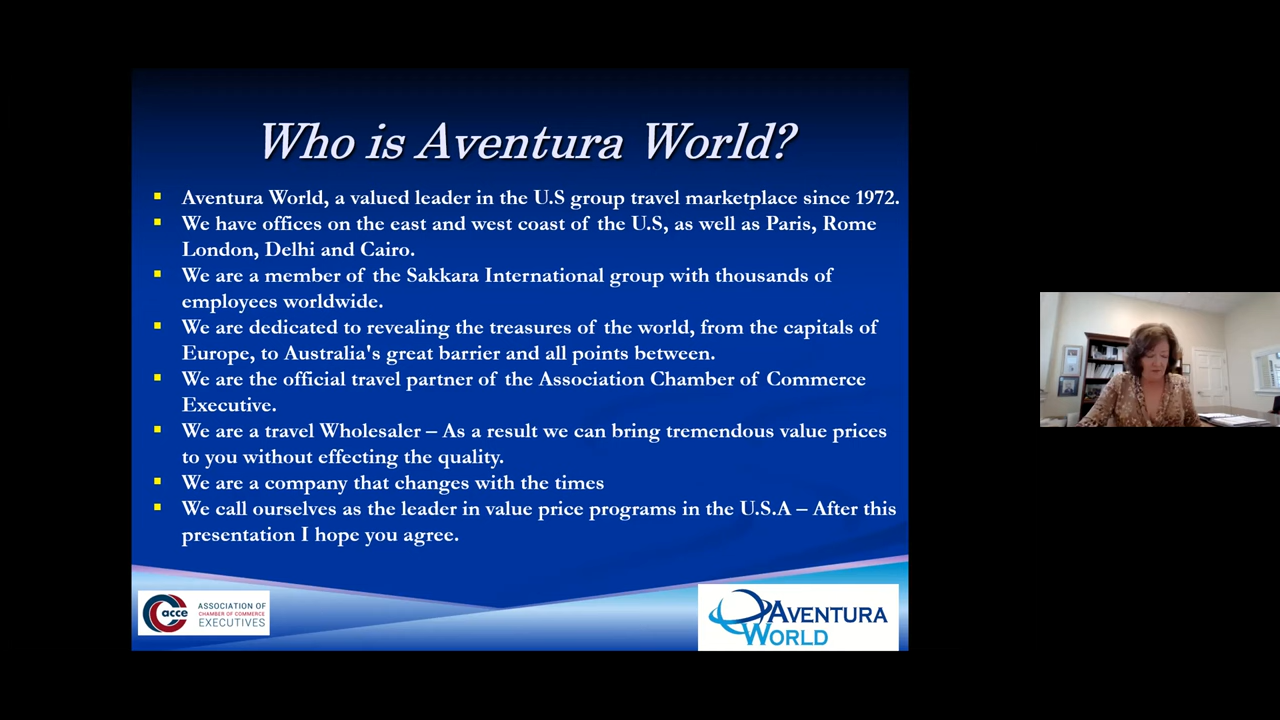 Who is Aventura World?
Aventura World, a valued leader in the U.S group travel marketplace since 1972.
We have offices on the east and west coast of the U.S, as well as Paris, Rome
London, Delhi and Cairo.
We are a member of the Sakkara International group with thousands of
employees worldwide.
We are dedicated to revealing the treasures of the world, from the capitals of
Europe, to Australia's great barrier and all points between.
We are the official travel partner of the Association Chamber of Commerce
Executive.
We are a travel Wholesaler – As a result we can bring tremendous value prices
to you without effecting the quality.
We are a company that changes with the times
We call ourselves as the leader in value price programs in the U.S.A – After this
presentation I hope you agree.
acce
ASSOCIATION OF
CHAMBER OF COMMERCE
EXECUTIVES
AVENTURA
WORLD